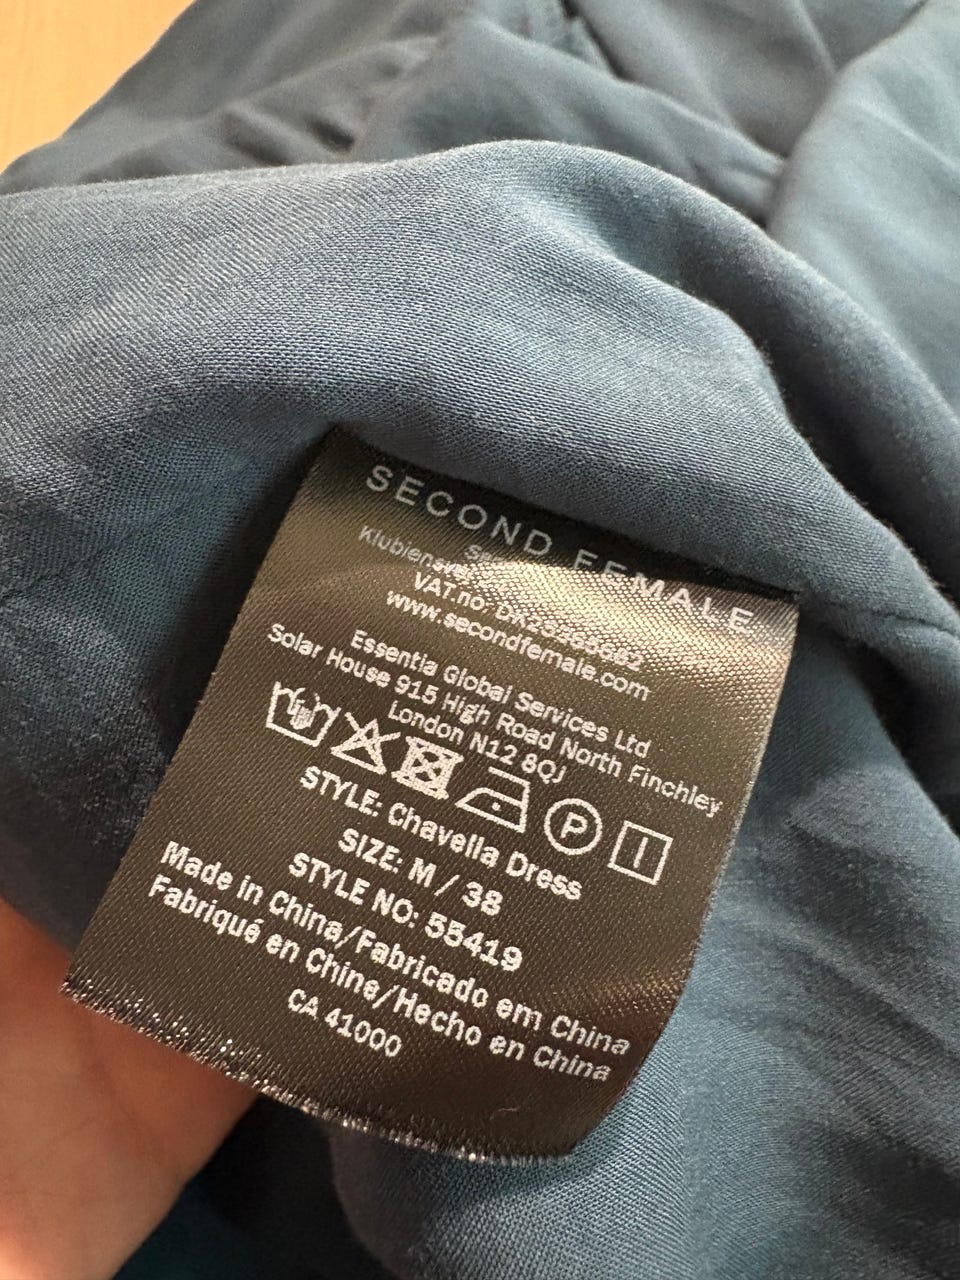 SECOND FEMALE
www.secondfemale.com
Essentia Global Services Ltd
Solar House 915 High Road North Finchley
London N12 8QJ
P
STYLE: Chavella Dress
SIZE: M / 38
STYLE NO: 55419
Made in China/Fabricado em China
Fabriqué en Chine/Hecho en China
CA 41000
VAT.no: